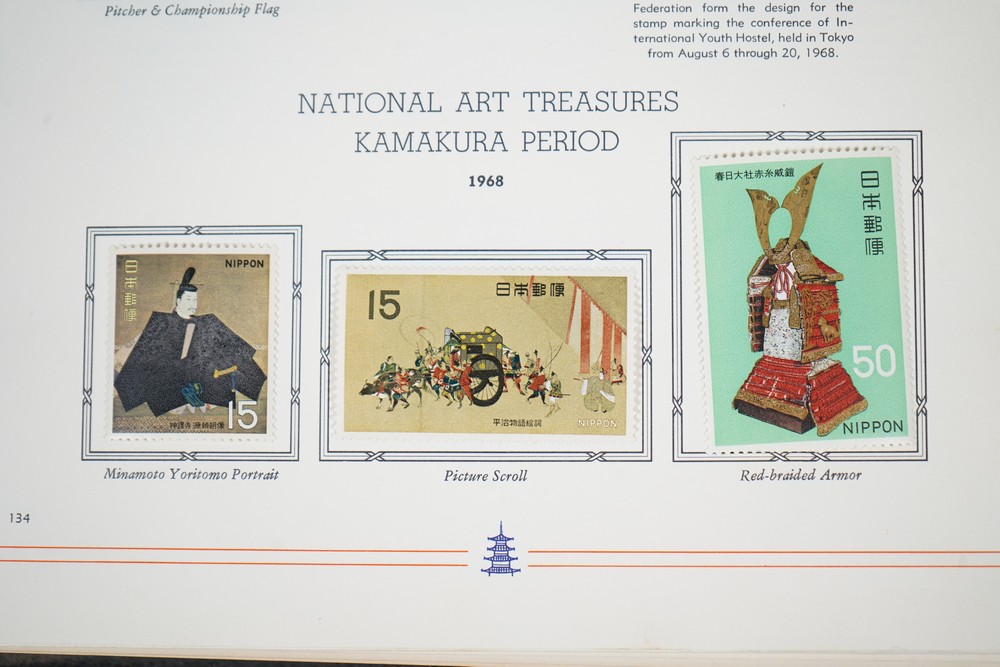 Pitcher & Championship Flag
Federation form the design for the
stamp marking the conference of In-
ternational Youth Hostel, held in Tokyo
from August 6 through 20, 1968.
NATIONAL ART TREASURES
KAMAKURA PERIOD
1968
日本郵便
NIPPON
神護寺 源頼朝像
15
Minamoto Yoritomo Portrait
15
日本郵便
平治物語絵詞
NIPPON
Picture Scroll
春日大社赤糸威鎧
日本郵便
50
NIPPON
Red-braided Armor
134